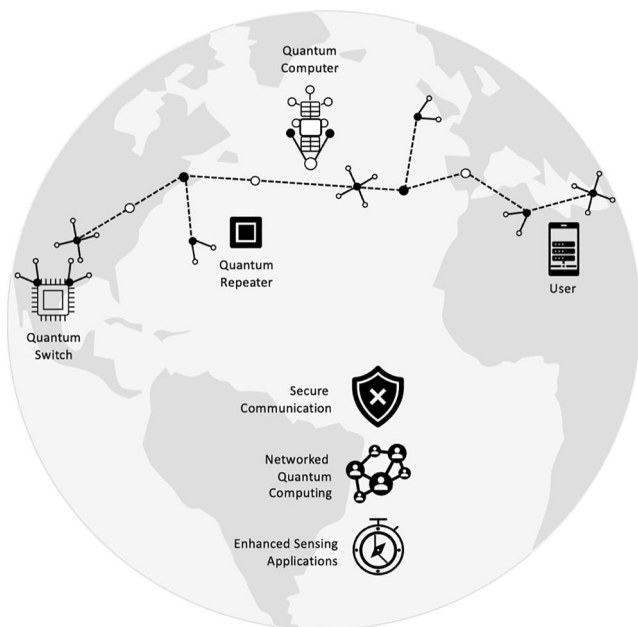 Quantum
Computer
Quantum
Repeater
User
Quantum
Switch
Secure
Communication
Networked
Quantum
Computing
Enhanced Sensing
Applications